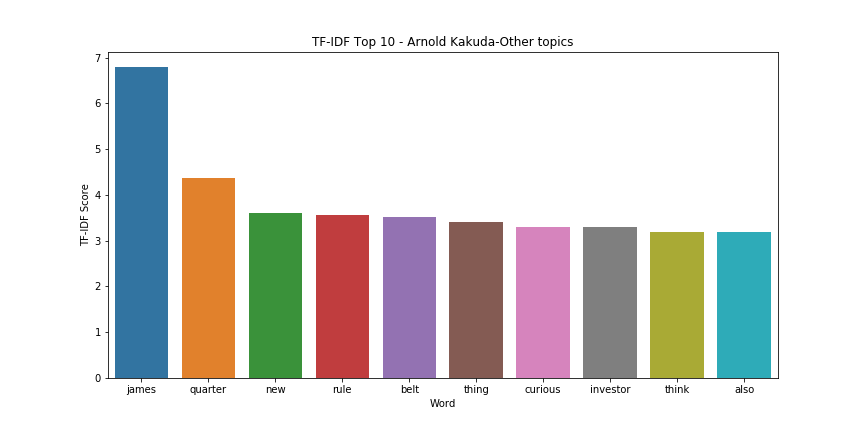 TF-IDF Top 10 - Arnold Kakuda-Other topics
7
6
5
4
3
2
1
0
TF-IDF Score
james quarter new rule belt thing curious investor think also
Word